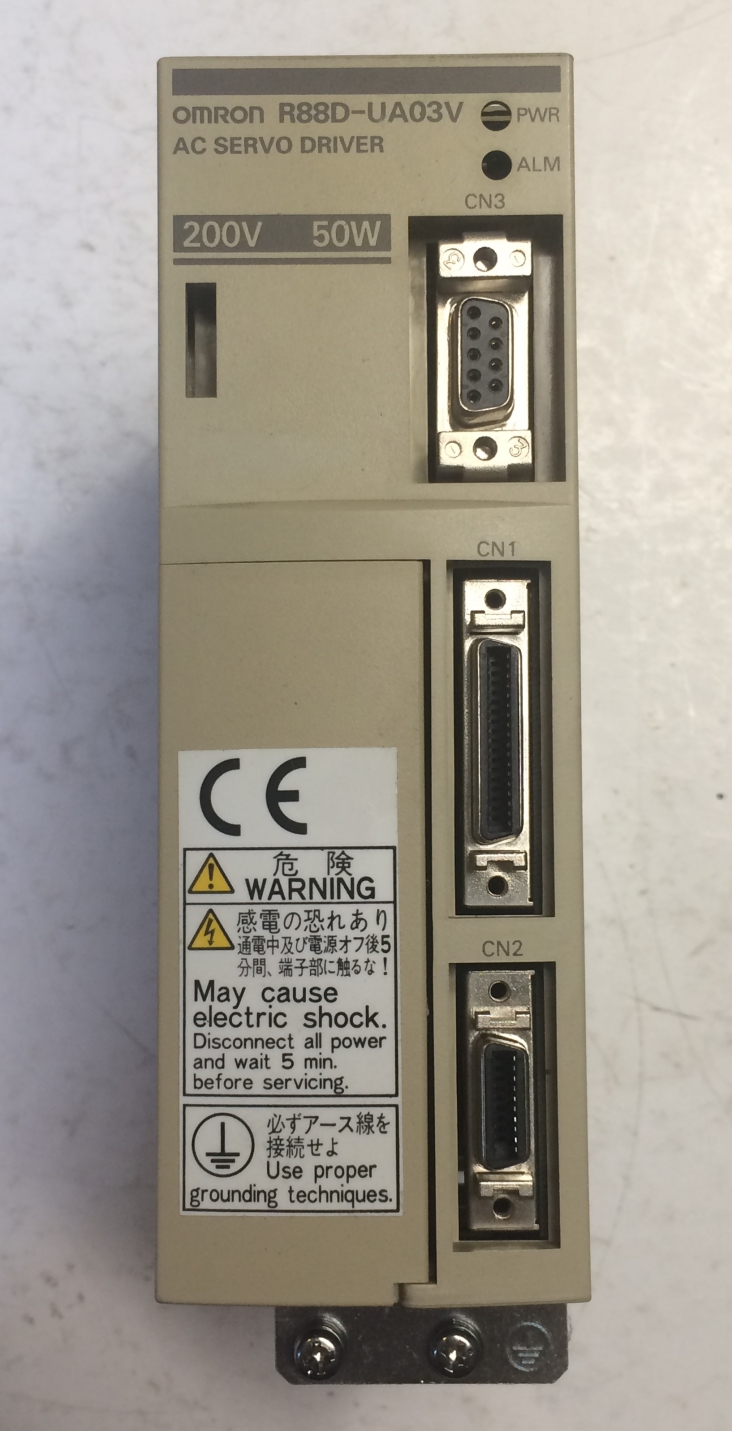 omron R88D-UA03V
PWR
AC SERVO DRIVER
ALM
CN3
200V 50W
CN1
CE
危 険
WARNING
感電の恐れあり
通電中及び電源オフ後5
分間、端子部に触るな!
May cause
electric shock.
Disconnect all power
and wait 5 min.
before servicing.
CN2
必ずアース線を
接続せよ
Use proper
grounding techniques.